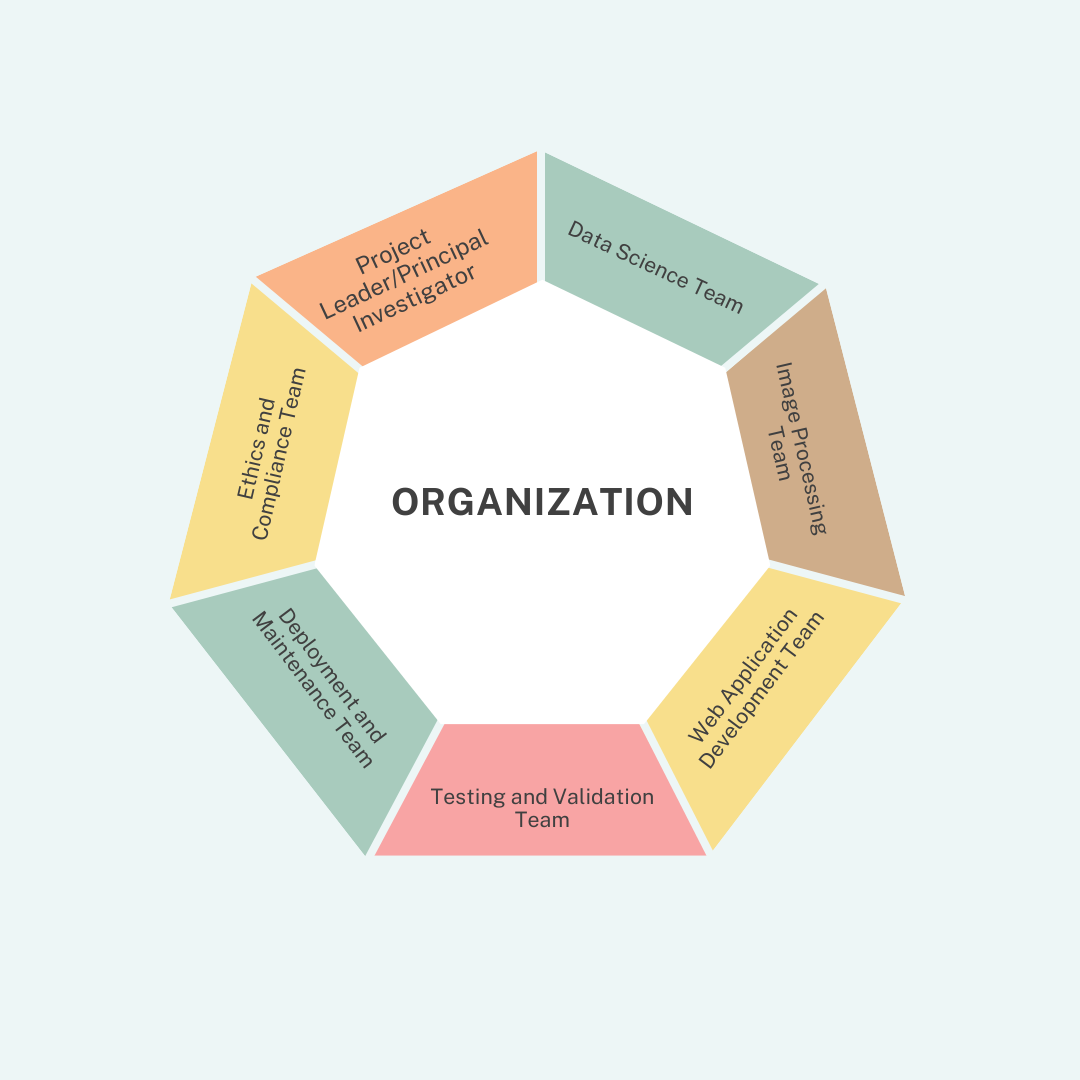 Project
Leader/Principal
Investigator
Data Science Team
Image Processing
Team
Web Application
Development Team
Testing and Validation
Team
Deployment and
Maintenance Team
Ethics and
Compliance Team
ORGANIZATION